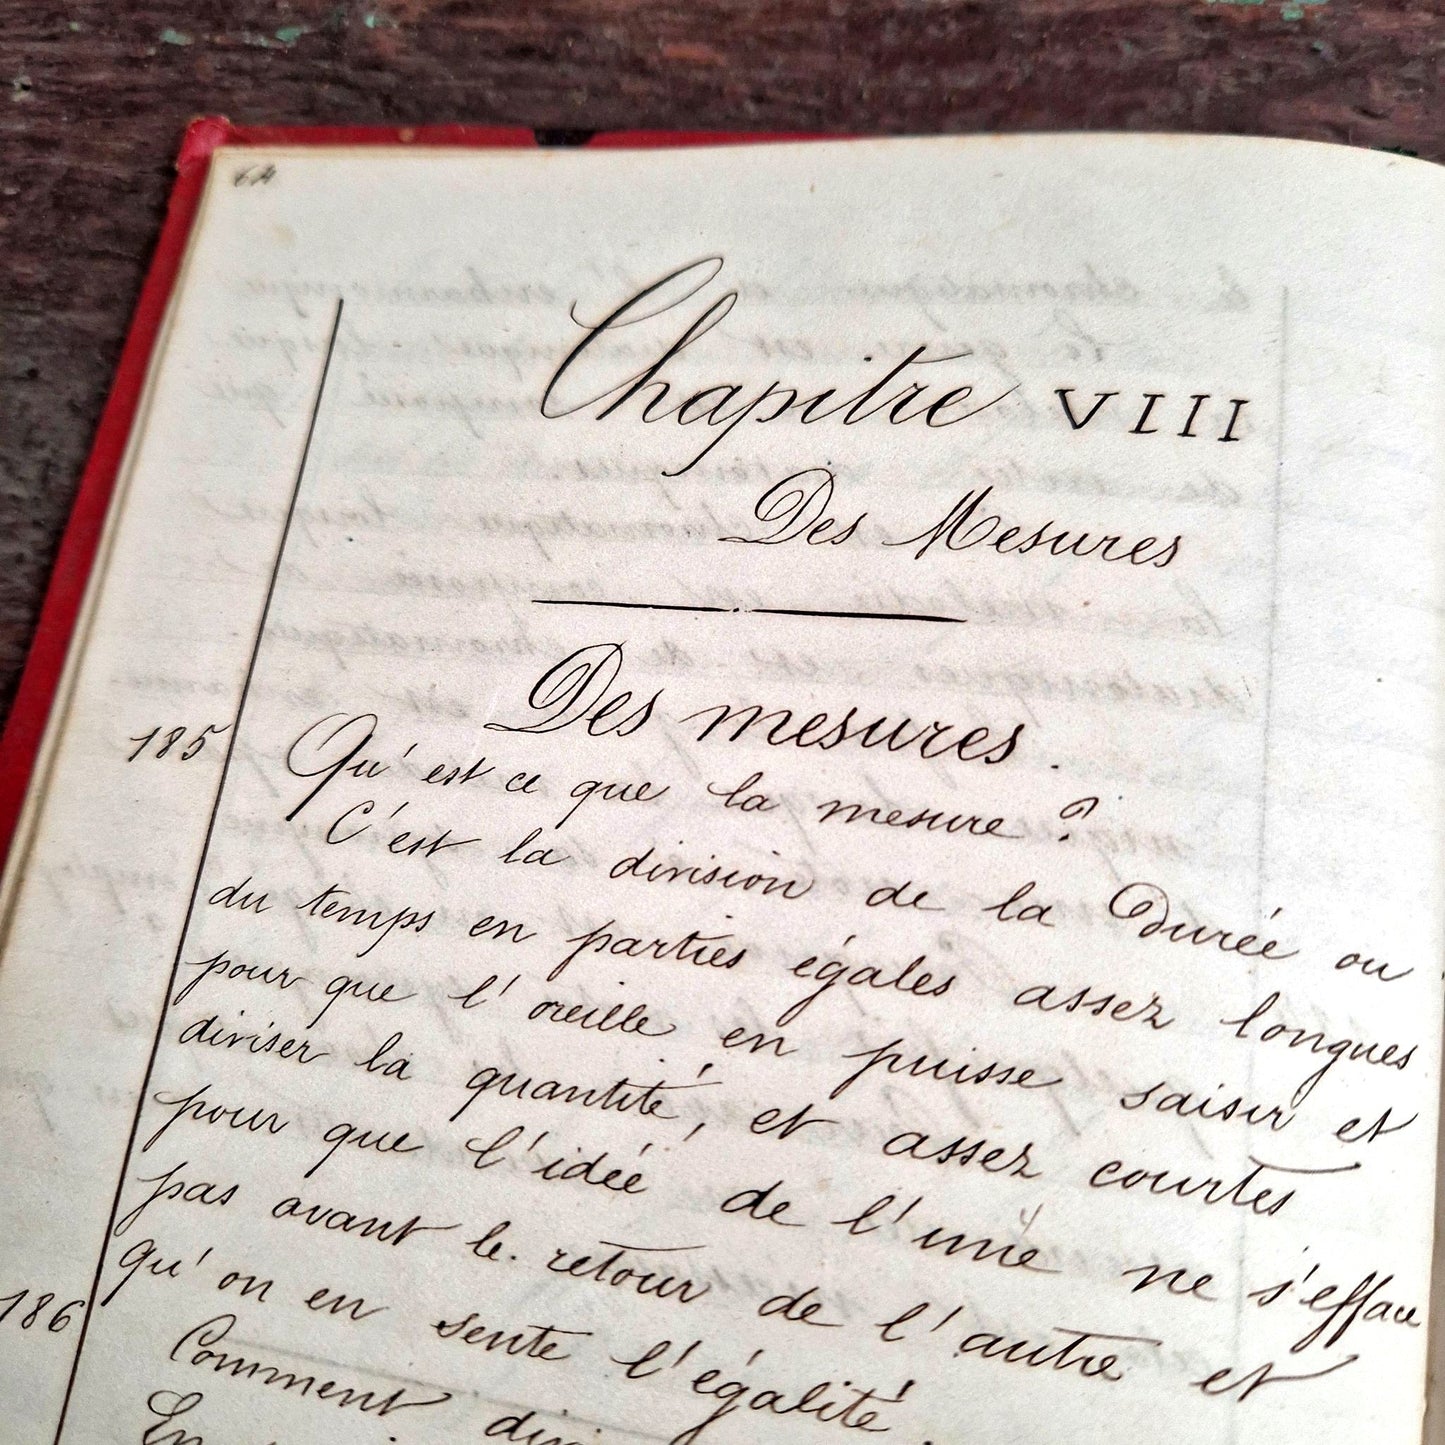 64
Chapitre VIII
Des Mesures
Des mesures.
185 Qu'est ce que la mesure ?
C'est la division de la Durée ou
du temps en parties égales assez longues
pour que l'oreille en puisse saisir et
diviser la quantité, et assez courtes
pour que l'idée de l'une ne s'efface
pas avant le retour de l'autre et
qu'on en sente l'égalité.
186 Comment
En